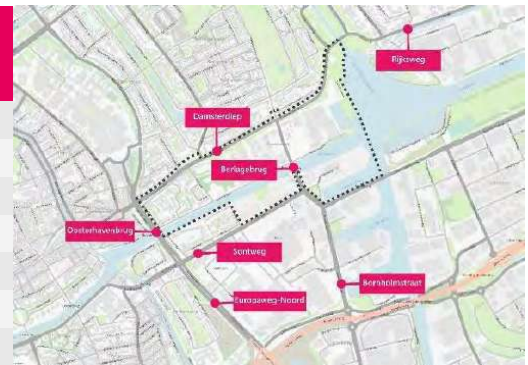 Rijksweg
Damsterdiep
Berlagebrug
Oosterhavenbrug
Sontweg
Bornholmstraat
Europaweg-Noord